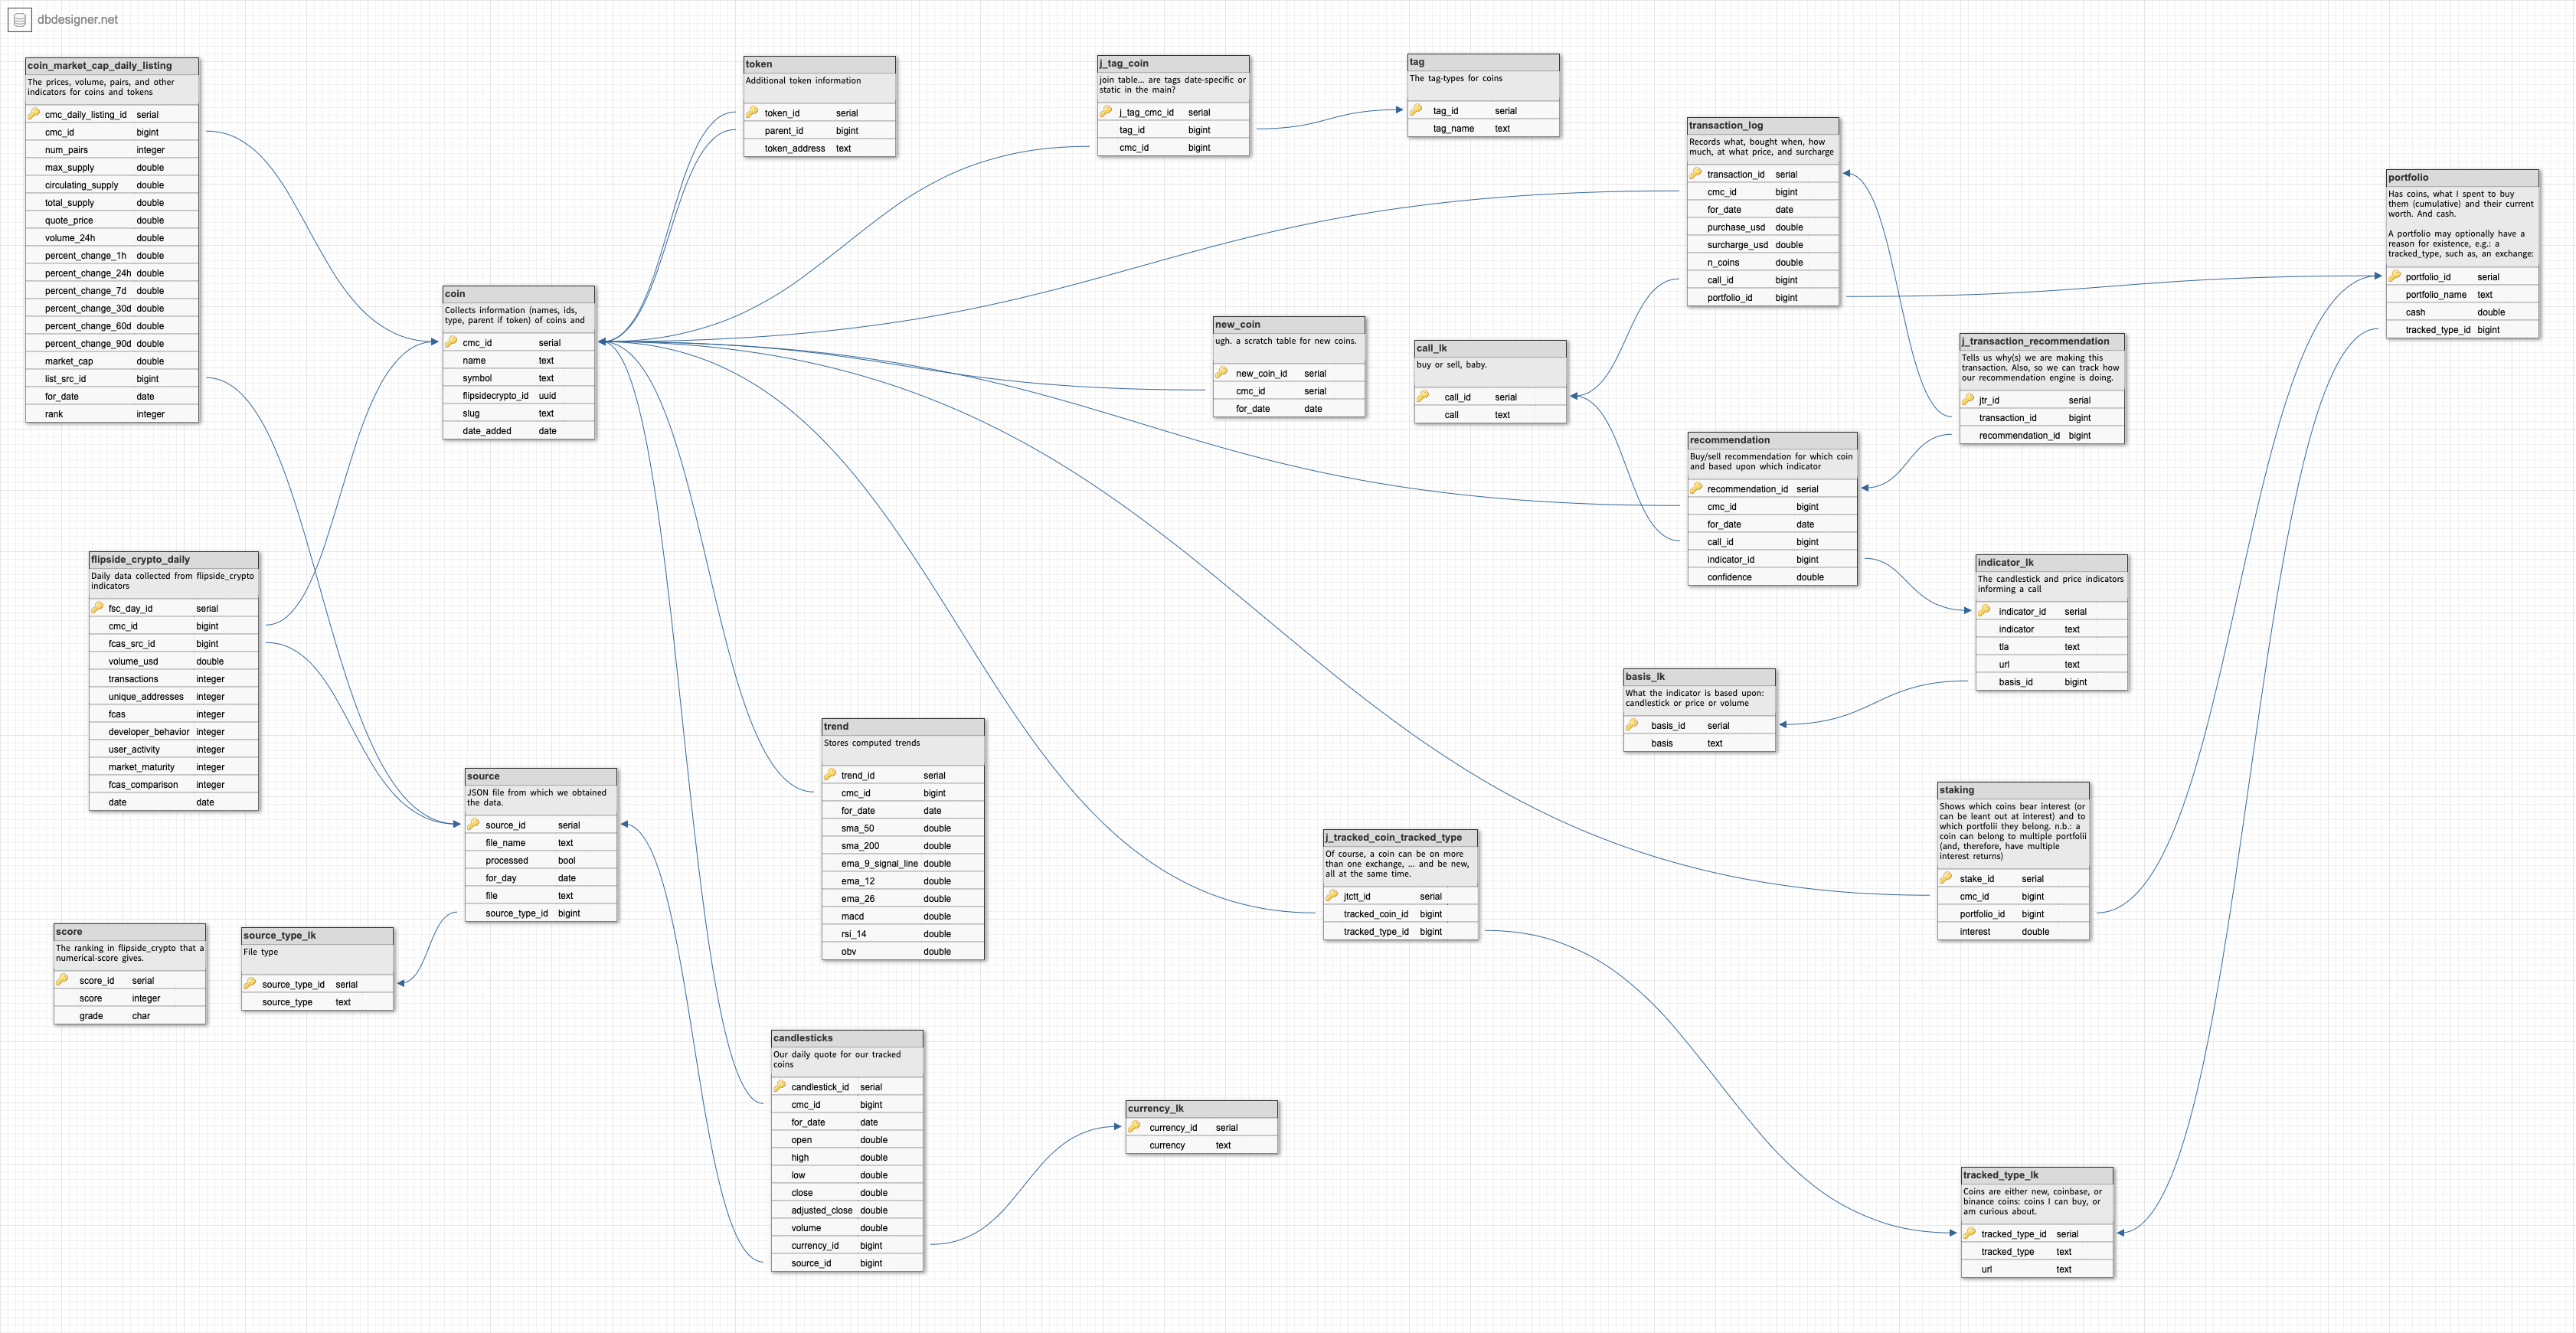 dbdesigner.net
coin_market_cap_daily_listing
The prices, volume, pairs, and other
indicators for coins and tokens
cmc_daily_listing_id serial
cmc_id bigint
num_pairs integer
max_supply double
circulating_supply double
total_supply double
quote_price double
volume_24h double
percent_change_1h double
percent_change_24h double
percent_change_7d double
percent_change_30d double
percent_change_60d double
percent_change_90d double
market_cap double
list_src_id bigint
for_date date
rank integer
token
Additional token information
token_id serial
parent_id bigint
token_address text
j_tag_coin
join table... are tags date-specific or
static in the main?
j_tag_cmc_id serial
tag_id bigint
cmc_id bigint
tag
The tag-types for coins
tag_id serial
tag_name text
transaction_log
Records what, bought when, how
much, at what price, and surcharge
transaction_id serial
cmc_id bigint
for_date date
purchase_usd double
surcharge_usd double
n_coins double
call_id bigint
portfolio_id bigint
portfolio
Has coins, what I spent to buy
them (cumulative) and their current
worth. And cash.
A portfolio may optionally have a
reason for existence, e.g.: a
tracked_type, such as, an exchange:
portfolio_id serial
portfolio_name text
cash double
tracked_type_id bigint
coin
Collects information (names, ids,
type, parent if token) of coins and
cmc_id serial
name text
symbol text
flipsidecrypto_id uuid
slug text
date_added date
new_coin
ugh. a scratch table for new coins.
new_coin_id serial
cmc_id serial
for_date date
call_lk
buy or sell, baby.
call_id serial
call text
j_transaction_recommendation
Tells us why(s) we are making this
transaction. Also, so we can track how
our recommendation engine is doing.
jtr_id serial
transaction_id bigint
recommendation_id bigint
recommendation
Buy/sell recommendation for which coin
and based upon which indicator
recommendation_id serial
cmc_id bigint
for_date date
call_id bigint
indicator_id bigint
confidence double
flipside_crypto_daily
Daily data collected from flipside_crypto
indicators
fsc_day_id serial
cmc_id bigint
fcas_src_id bigint
volume_usd double
transactions integer
unique_addresses integer
fcas integer
developer_behavior integer
user_activity integer
market_maturity integer
fcas_comparison integer
date date
indicator_lk
The candlestick and price indicators
informing a call
indicator_id serial
indicator text
tla text
url text
basis_id bigint
basis_lk
What the indicator is based upon:
candlestick or price or volume
basis_id serial
basis text
trend
Stores computed trends
trend_id serial
cmc_id bigint
for_date date
sma_50 double
sma_200 double
ema_9_signal_line double
ema_12 double
ema_26 double
macd double
rsi_14 double
obv double
source
JSON file from which we obtained
the data.
source_id serial
file_name text
processed bool
for_day date
file text
source_type_id bigint
staking
Shows which coins bear interest (or
can be leant out at interest) and to
which portfolii they belong. n.b.: a
coin can belong to multiple portfolii
(and, therefore, have multiple
interest returns)
stake_id serial
cmc_id bigint
portfolio_id bigint
interest double
j_tracked_coin_tracked_type
Of course, a coin can be on more
than one exchange, ... and be new,
all at the same time.
jtctt_id serial
tracked_coin_id bigint
tracked_type_id bigint
score
The ranking in flipside_crypto that a
numerical-score gives.
score_id serial
score integer
grade char
source_type_lk
File type
source_type_id serial
source_type text
candlesticks
Our daily quote for our tracked
coins
candlestick_id serial
cmc_id bigint
for_date date
open double
high double
low double
close double
adjusted_close double
volume double
currency_id bigint
source_id bigint
currency_lk
currency_id serial
currency text
tracked_type_lk
Coins are either new, coinbase, or
binance coins: coins I can buy, or
am curious about.
tracked_type_id serial
tracked_type text
url text